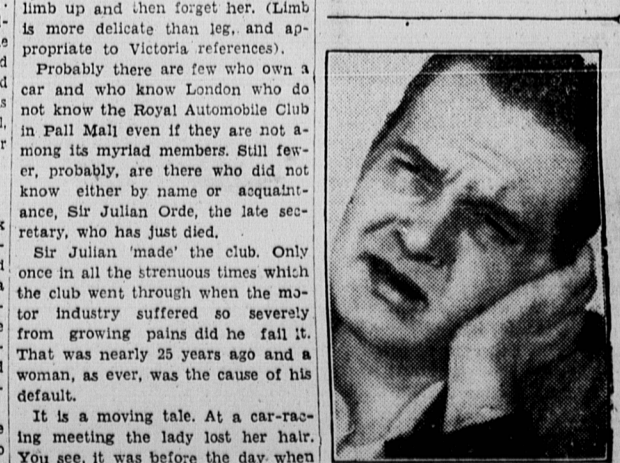 limb up and then forget her. (Limb
is more delicate than leg, and ap-
propriate to Victoria references).
Probably there are few who own a
car and who know London who do
not know the Royal Automobile Club
in Pall Mall even if they are not a-
mong its myriad members. Still few-
er, probably, are there who did not
know either by name or acquaint-
ance, Sir Julian Orde, the late sec-
retary, who has just died.
Sir Julian 'made' the club. Only
once in all the strenuous times which
the club went through when the mo-
tor industry suffered so severely
from growing pains did he fail it.
That was nearly 25 years ago and a
woman, as ever, was the cause of his
default.
It is a moving tale. At a car-rac-
ing meeting the lady lost her hair.
You see, it was before the day when